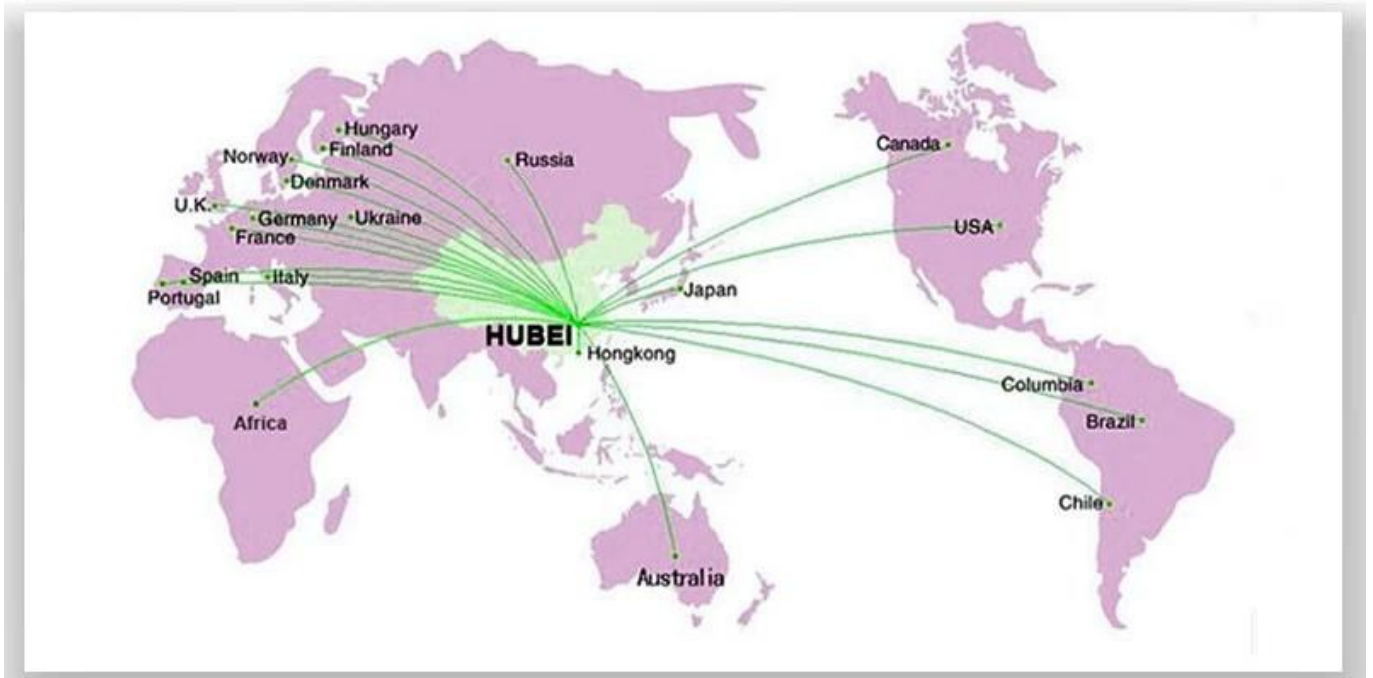 Hungary
Finland
Norway
Russia
Canada
Denmark
U.K.
Germany
Ukraine
USA
France
Spain
Italy
Portugal
Japan
HUBEI
Hongkong
Columbia
Africa
Brazil
Chile
Australia